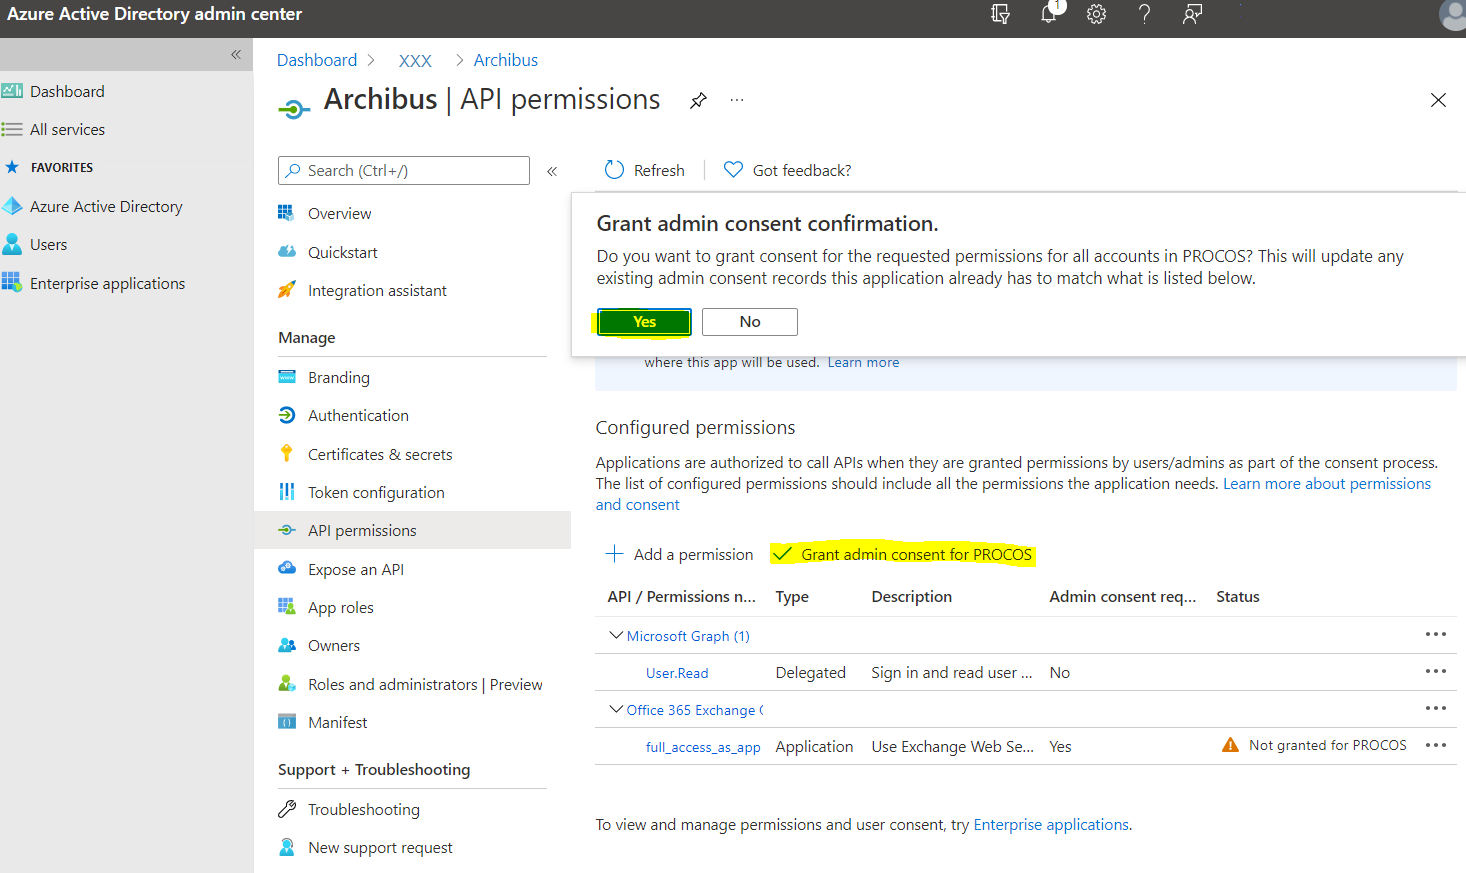 Azure Active Directory admin center
1
Dashboard
All services
FAVORITES
Azure Active Directory
Users
Enterprise applications
Dashboard > XXX > Archibus
Archibus | API permissions
Search (Ctrl+/)
Overview
Quickstart
Integration assistant
Manage
Branding
Authentication
Certificates & secrets
Token configuration
API permissions
Expose an API
App roles
Owners
Roles and administrators | Preview
Manifest
Support + Troubleshooting
Troubleshooting
New support request
Refresh
Got feedback?
Grant admin consent confirmation.
Do you want to grant consent for the requested permissions for all accounts in PROCOS? This will update any
existing admin consent records this application already has to match what is listed below.
Yes
No
where this app will be used. Learn more
Configured permissions
Applications are authorized to call APIs when they are granted permissions by users/admins as part of the consent process.
The list of configured permissions should include all the permissions the application needs. Learn more about permissions
and consent
Add a permission
Grant admin consent for PROCOS
API / Permissions n... Type Description Admin consent req... Status
Microsoft Graph (1)
User.Read Delegated Sign in and read user ... No
Office 365 Exchange
full_access_as_app Application Use Exchange Web Se... Yes Not granted for PROCOS
To view and manage permissions and user consent, try Enterprise applications.